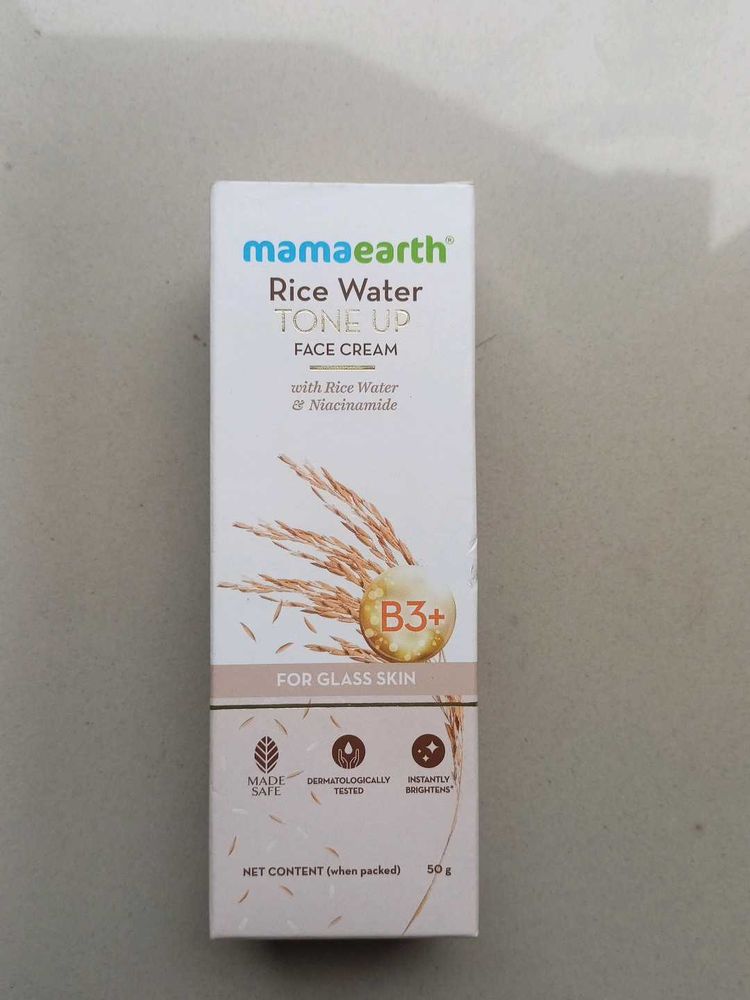 mamaearth®
Rice Water
TONE UP
FACE CREAM
with Rice Water
& Niacinamide
B3+
FOR GLASS SKIN
MADE
SAFE
DERMATOLOGICALLY
TESTED
INSTANTLY
BRIGHTENS*
NET CONTENT (when packed) 50 g